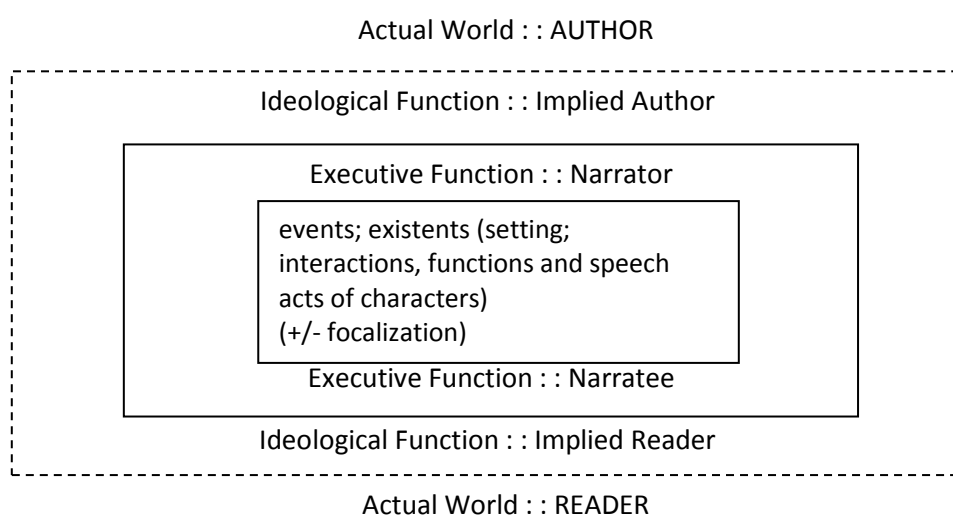 Actual World : : AUTHOR
Ideological Function : : Implied Author
Executive Function : : Narrator
events; existents (setting;
interactions, functions and speech
acts of characters)
(+/- focalization)
Executive Function : : Narratee
Ideological Function : : Implied Reader
Actual World : : READER